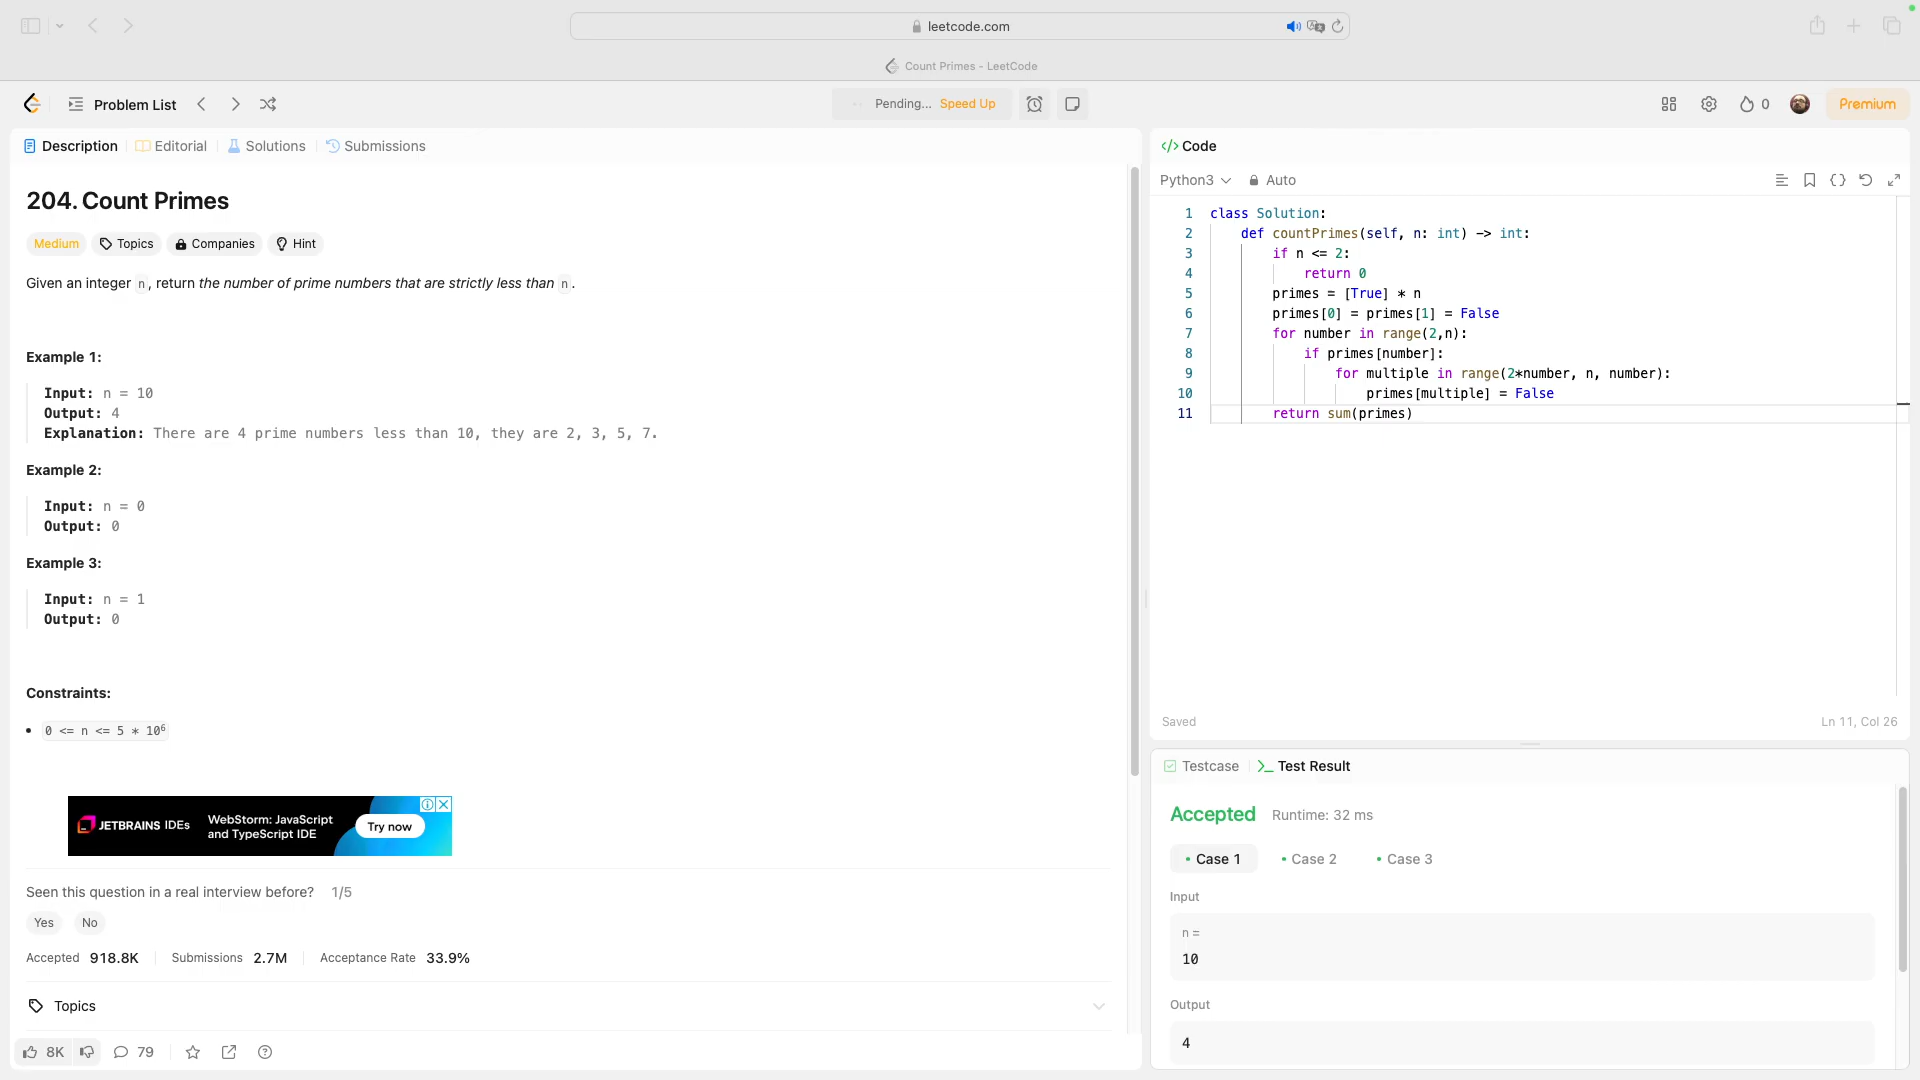 leetcode.com
Count Primes - LeetCode
Problem List
Pending... Speed Up
0
Premium
Description
Editorial
Solutions
Submissions
204. Count Primes
Medium
Topics
Companies
Hint
Given an integer n, return the number of prime numbers that are strictly less than n.
Example 1:
Input: n = 10
Output: 4
Explanation: There are 4 prime numbers less than 10, they are 2, 3, 5, 7.
Example 2:
Input: n = 0
Output: 0
Example 3:
Input: n = 1
Output: 0
Constraints:
• 0 <= n <= 5 * 10⁶
JETBRAINS IDEs
WebStorm: JavaScript
and TypeScript IDE
Try now
Seen this question in a real interview before? 1/5
Yes
No
Accepted 918.8K
Submissions 2.7M
Acceptance Rate 33.9%
Topics
8K
79
</> Code
Python3
Auto
1 class Solution:
2     def countPrimes(self, n: int) -> int:
3         if n <= 2:
4             return 0
5         primes = [True] * n
6         primes[0] = primes[1] = False
7         for number in range(2,n):
8             if primes[number]:
9                 for multiple in range(2*number, n, number):
10                     primes[multiple] = False
11         return sum(primes)
Saved
Ln 11, Col 26
Testcase
Test Result
Accepted Runtime: 32 ms
• Case 1
• Case 2
• Case 3
Input
n =
10
Output
4